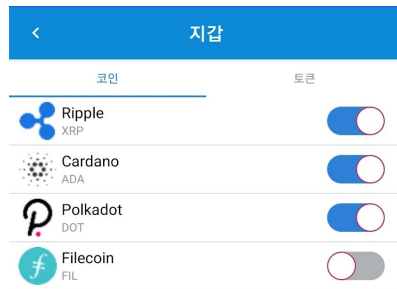 지갑
코인
토큰
Ripple
XRP
Cardano
ADA
Polkadot
DOT
Filecoin
FIL